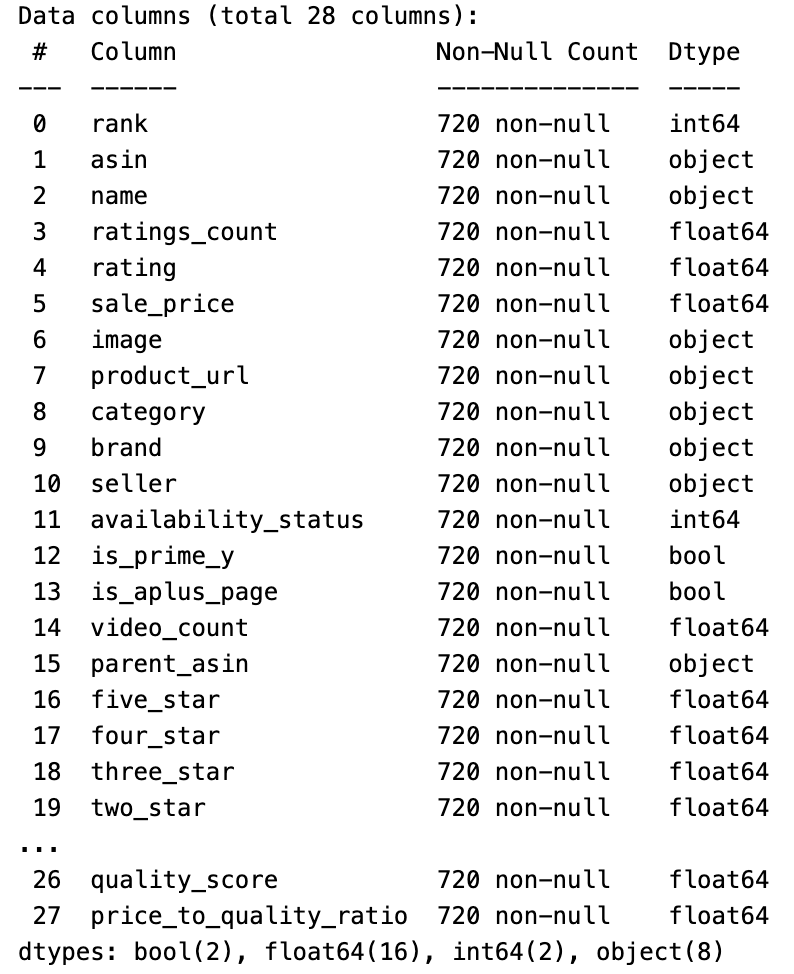 Data columns (total 28 columns):
 #   Column                  Non-Null Count  Dtype
---  ------                  --------------  -----
 0   rank                    720 non-null    int64
 1   asin                    720 non-null    object
 2   name                    720 non-null    object
 3   ratings_count           720 non-null    float64
 4   rating                  720 non-null    float64
 5   sale_price              720 non-null    float64
 6   image                   720 non-null    object
 7   product_url             720 non-null    object
 8   category                720 non-null    object
 9   brand                   720 non-null    object
 10  seller                  720 non-null    object
 11  availability_status     720 non-null    int64
 12  is_prime_y              720 non-null    bool
 13  is_aplus_page           720 non-null    bool
 14  video_count             720 non-null    float64
 15  parent_asin             720 non-null    object
 16  five_star               720 non-null    float64
 17  four_star               720 non-null    float64
 18  three_star              720 non-null    float64
 19  two_star                720 non-null    float64
...
 26  quality_score           720 non-null    float64
 27  price_to_quality_ratio  720 non-null    float64
dtypes: bool(2), float64(16), int64(2), object(8)